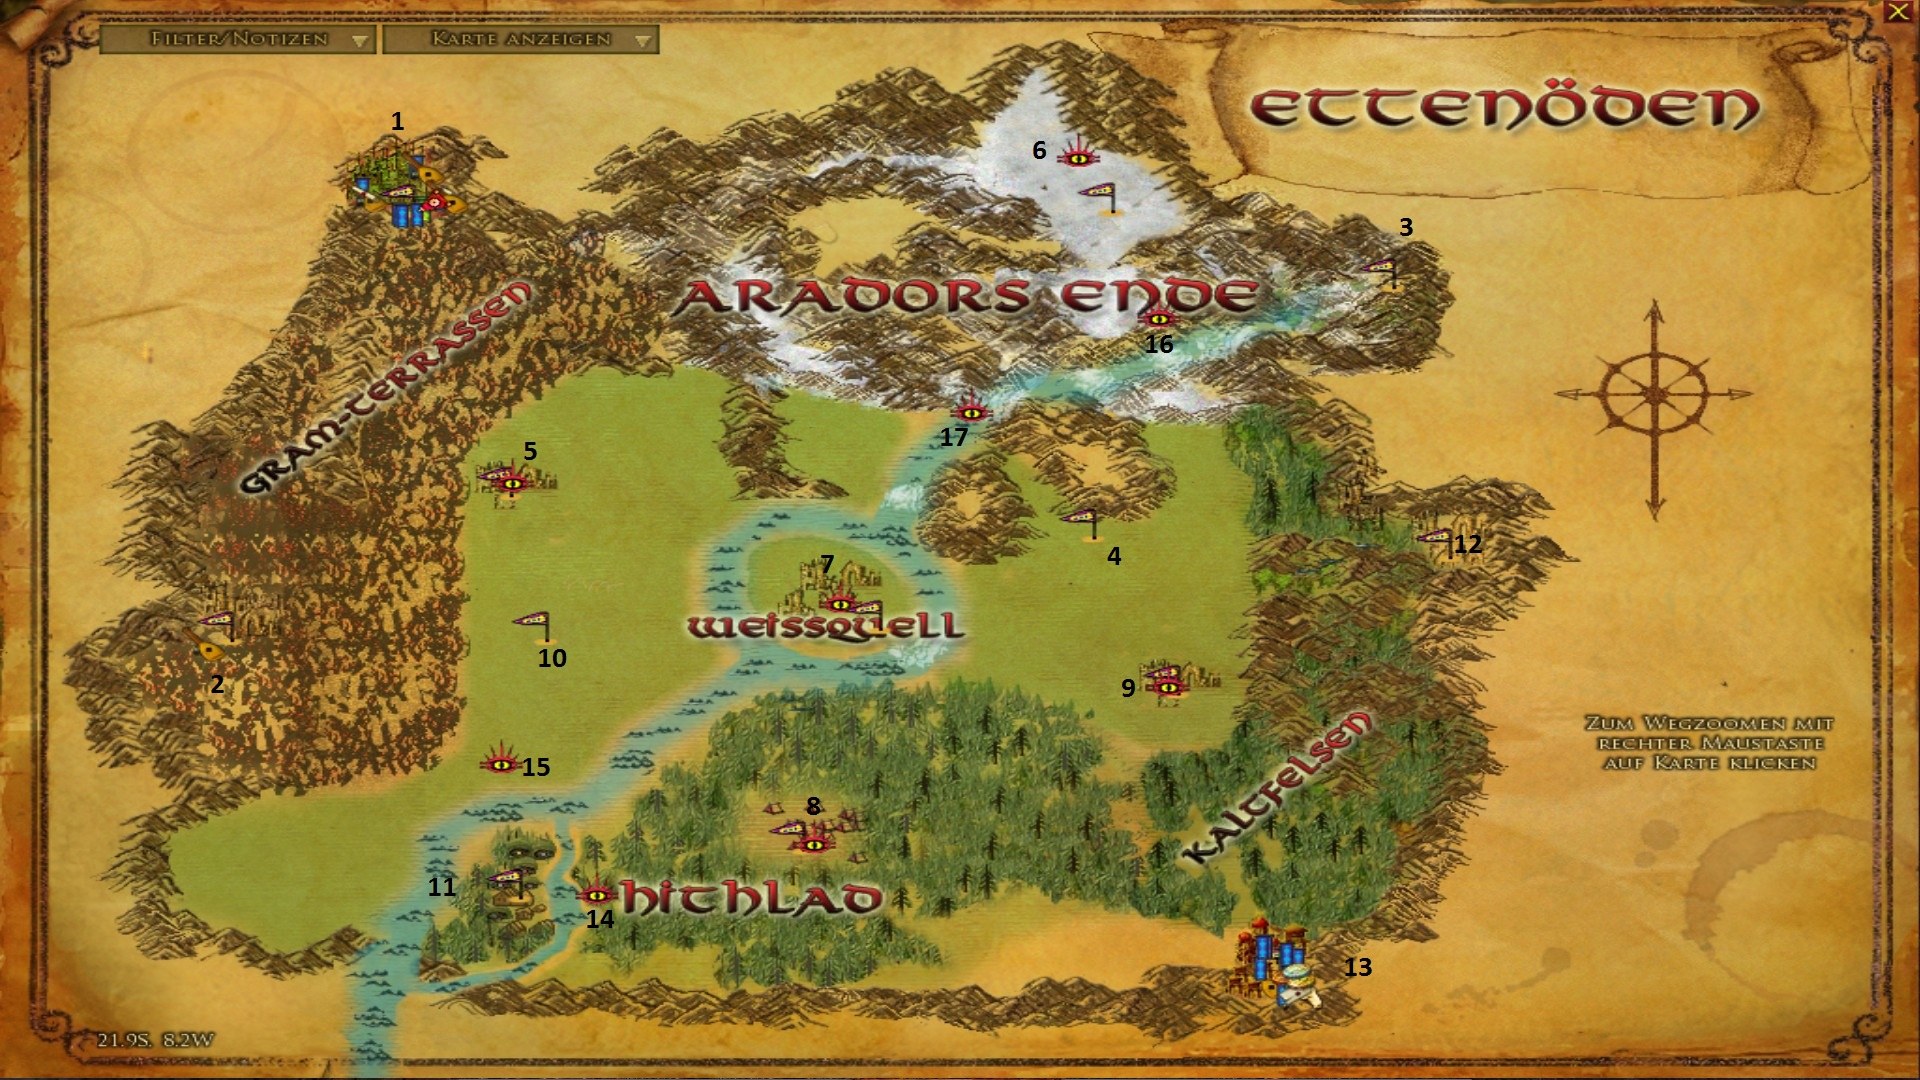 FILTER/NOTIZEN
KARTE ANZEIGEN
ETTENÖDEN
1
6
3
ARADORS ENDE
16
GRAM-TERRASSEN
17
5
12
4
7
WEISSQUELL
10
2
9
ZUM WEGZOOMEN MIT
RECHTER MAUSTASTE
AUF KARTE KLICKEN
15
KALTFELSEN
8
11
HITHLAD
14
13
21.9S, 8.2W